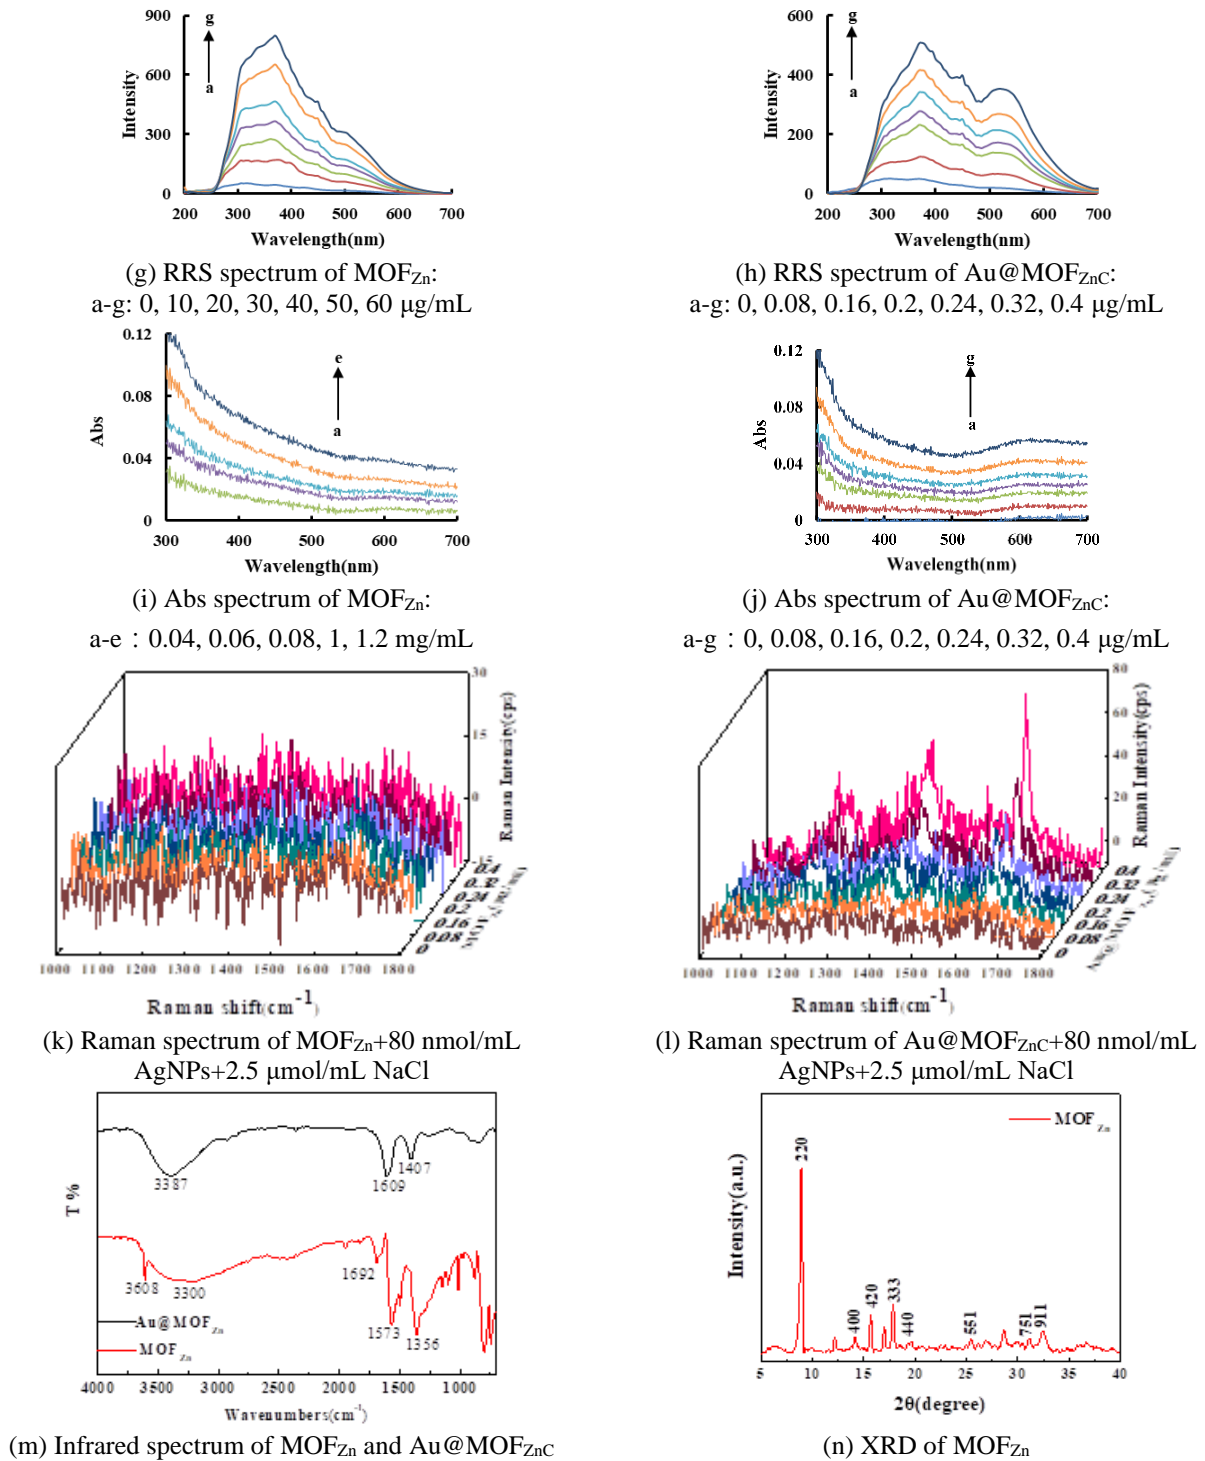 900
600
300
0
Intensity
g
a
200 300 400 500 600 700
Wavelength(nm)
(g) RRS spectrum of MOFZn:
a-g: 0, 10, 20, 30, 40, 50, 60 μg/mL
600
400
200
0
Intensity
g
a
200 300 400 500 600 700
Wavelength(nm)
(h) RRS spectrum of Au@MOFZnC:
a-g: 0, 0.08, 0.16, 0.2, 0.24, 0.32, 0.4 μg/mL
0.12
0.08
0.04
0
Abs
e
a
300 400 500 600 700
Wavelength(nm)
(i) Abs spectrum of MOFZn:
a-e：0.04, 0.06, 0.08, 1, 1.2 mg/mL
0.12
0.08
0.04
0
Abs
g
a
300 400 500 600 700
Wavelength(nm)
(j) Abs spectrum of Au@MOFZnC:
a-g：0, 0.08, 0.16, 0.2, 0.24, 0.32, 0.4 μg/mL
30
15
0
-15
Raman Intensity(cps)
0.4
0.32
0.24
0.2
0.16
0.08
0
1000 1100 1200 1300 1400 1500 1600 1700 1800
Raman shift(cm-1)
(k) Raman spectrum of MOFZn+80 nmol/mL
AgNPs+2.5 μmol/mL NaCl
80
60
40
20
0
Raman Intensity(cps)
0.4
0.32
0.24
0.2
0.16
0.08
0
1000 1100 1200 1300 1400 1500 1600 1700 1800
Raman shift(cm-1)
(l) Raman spectrum of Au@MOFZnC+80 nmol/mL
AgNPs+2.5 μmol/mL NaCl
T %
3387
1609
1407
3608
3300
1692
1573
1356
Au@MOFZn
MOFZn
4000 3500 3000 2500 2000 1500 1000
Wavenumbers(cm-1)
(m) Infrared spectrum of MOFZn and Au@MOFZnC
Intensity(a.u.)
MOFZn
220
400
420
333
440
551
751
911
5 10 15 20 25 30 35 40
2θ(degree)
(n) XRD of MOFZn